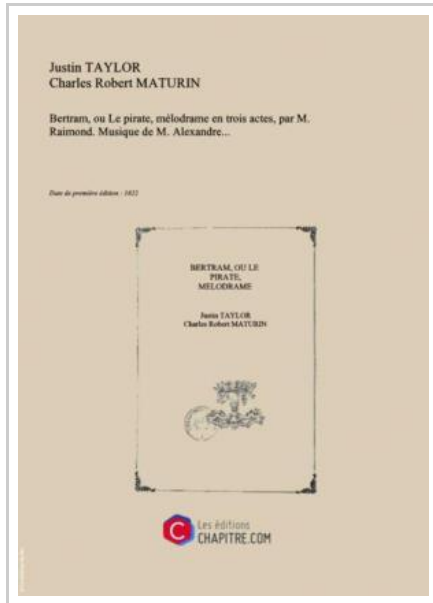 Justin TAYLOR
Charles Robert MATURIN
Bertram, ou Le pirate, mélodrame en trois actes, par M.
Raimond. Musique de M. Alexandre...
Date de première édition : 1822
BERTRAM, OU LE
PIRATE,
MELODRAME
Justin TAYLOR
Charles Robert MATURIN
C
Les éditions
CHAPITRE.COM